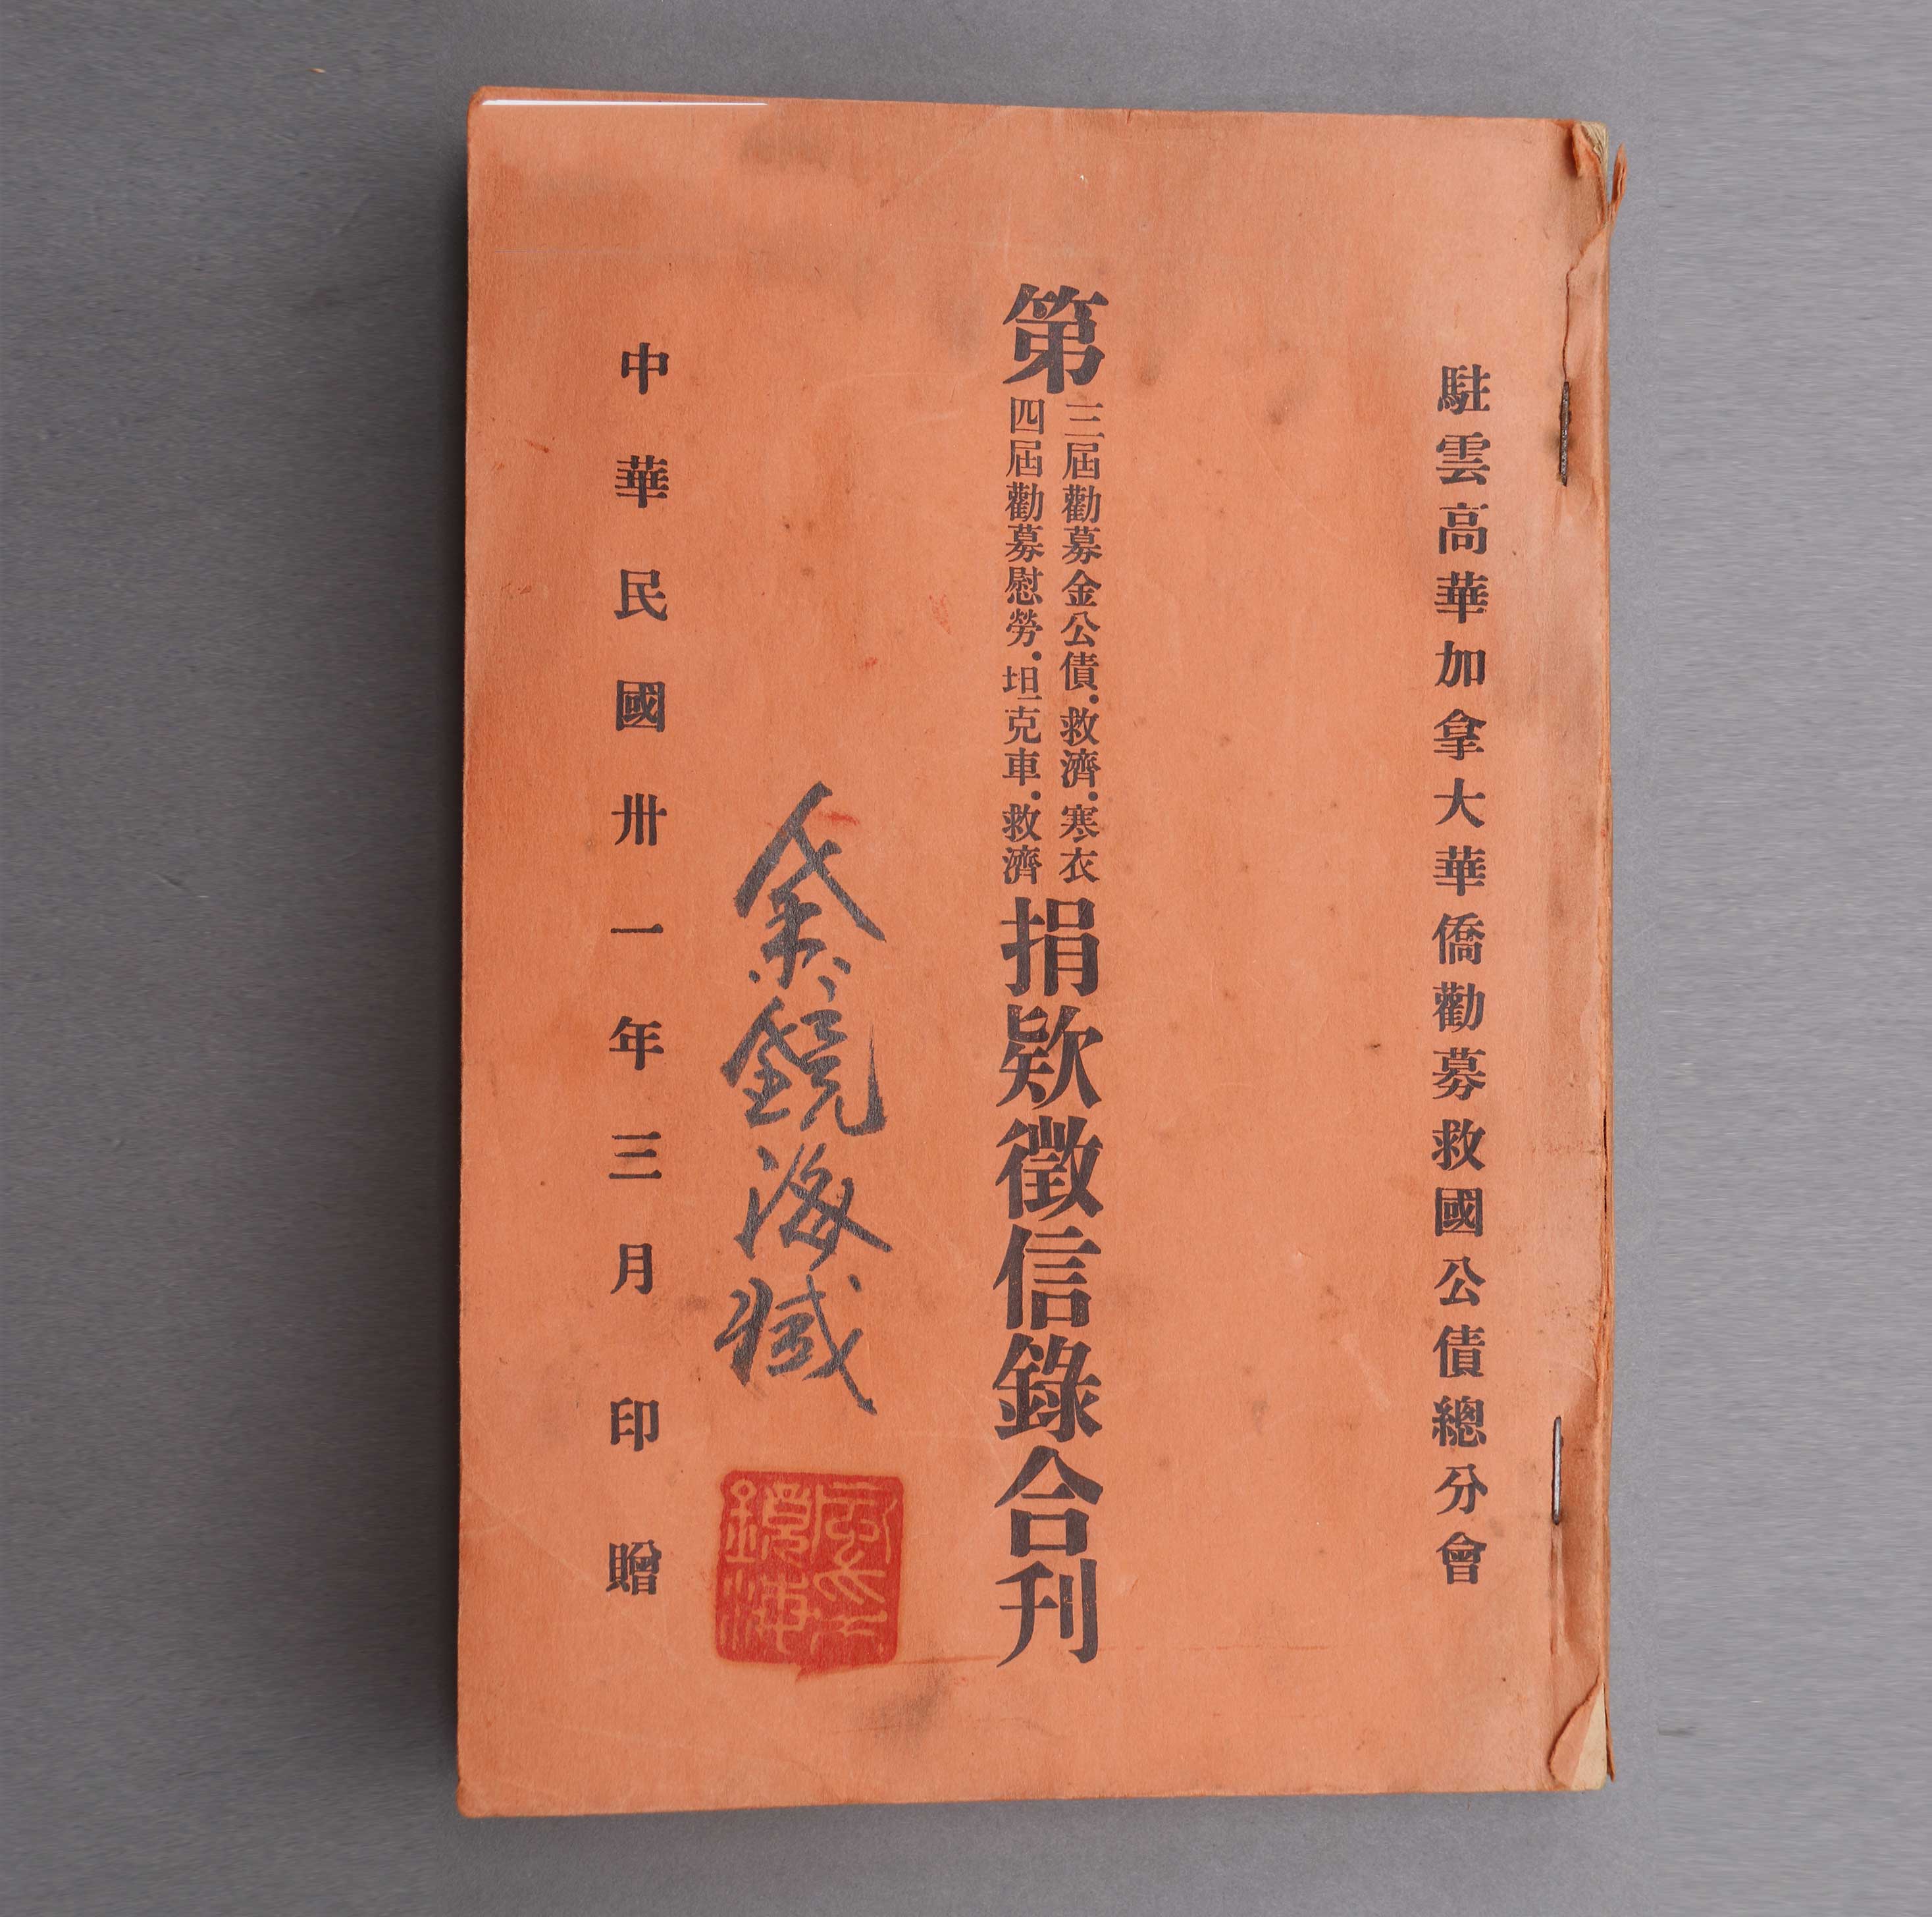 駐雲高華加拿大華僑勸募救國公債總分會
第
三屆勸募金公債·救濟·寒衣
四屆勸募慰勞·坦克車·救濟
捐欵徵信錄合刊
鏡海
中華民國卅一年三月印贈